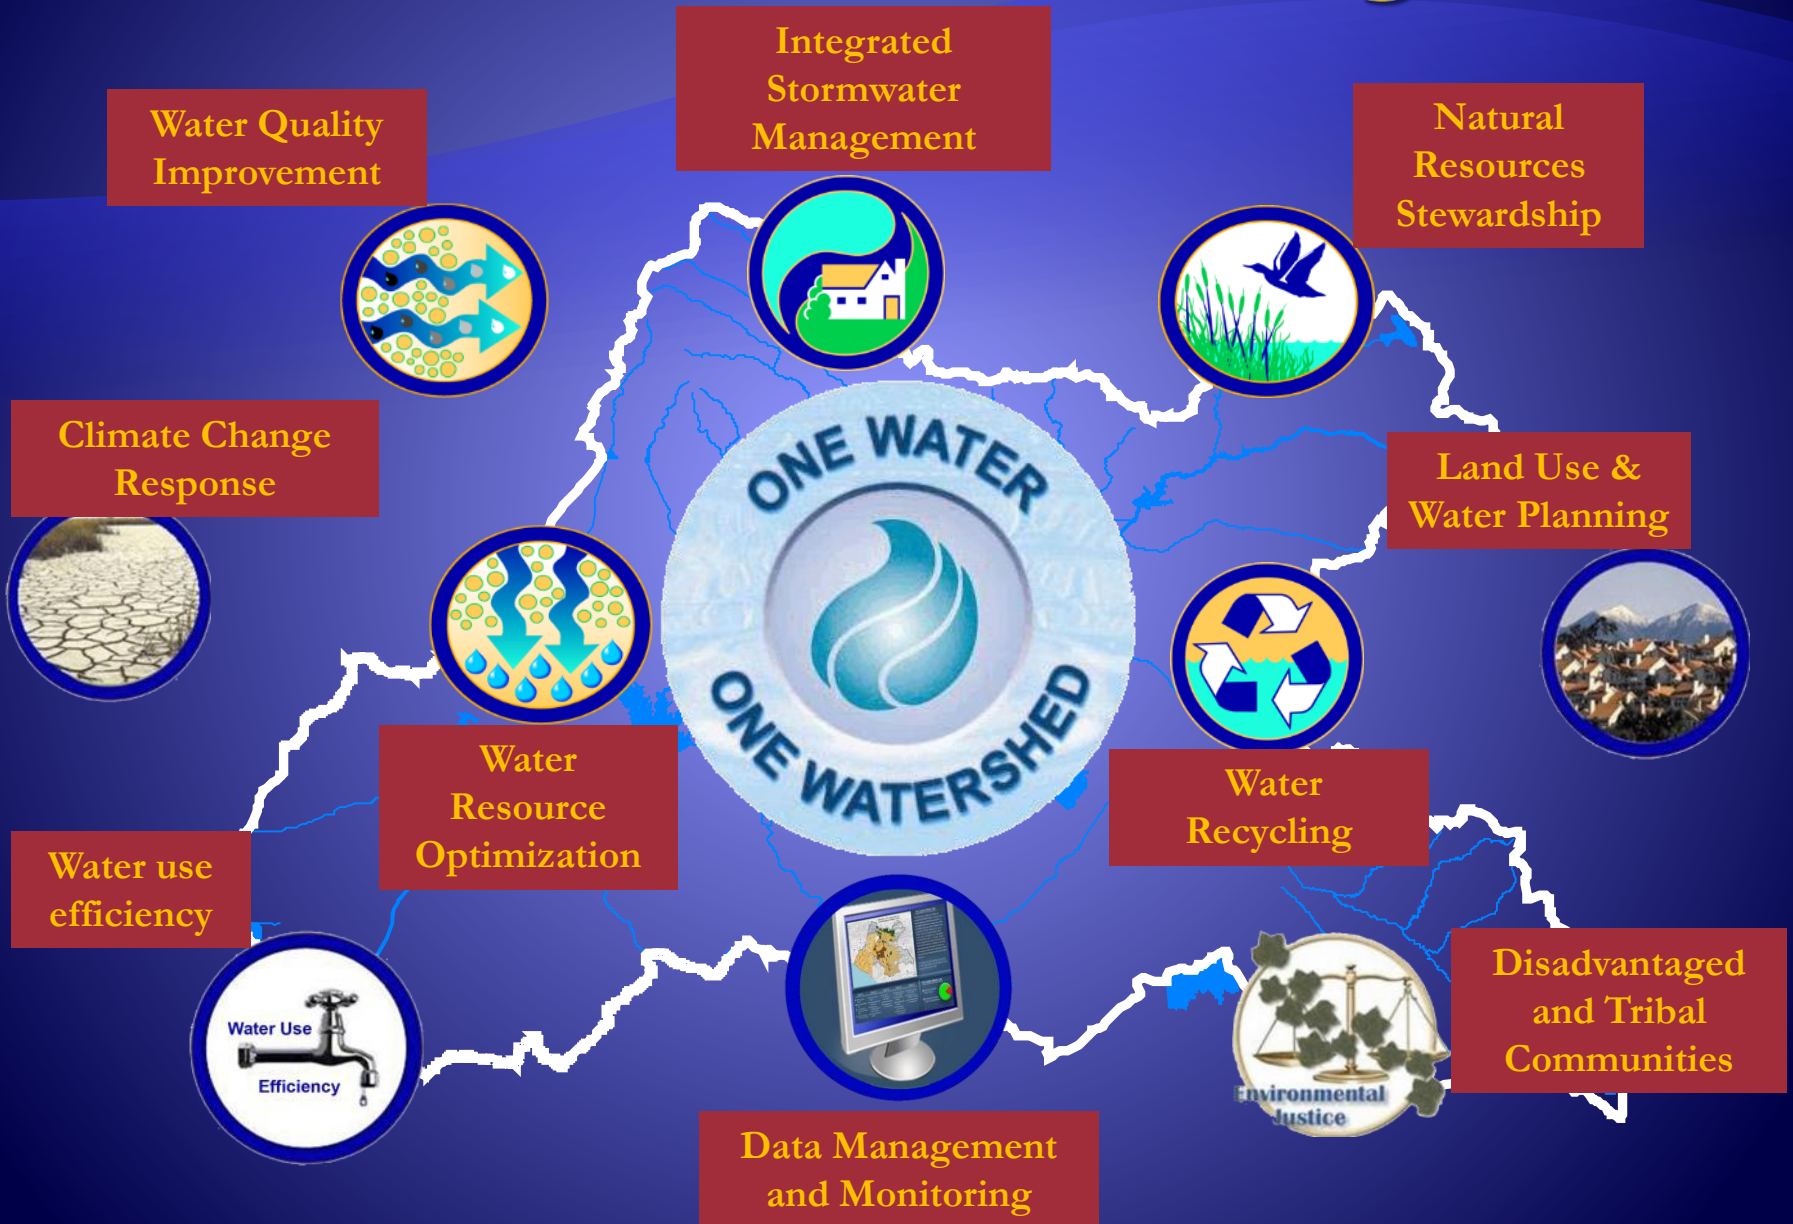 Integrated
Stormwater
Management
Water Quality
Improvement
Natural
Resources
Stewardship
Climate Change
Response
ONE WATER
ONE WATERSHED
Land Use &
Water Planning
Water
Resource
Optimization
Water
Recycling
Water use
efficiency
Water Use
Efficiency
Disadvantaged
and Tribal
Communities
Environmental
Justice
Data Management
and Monitoring